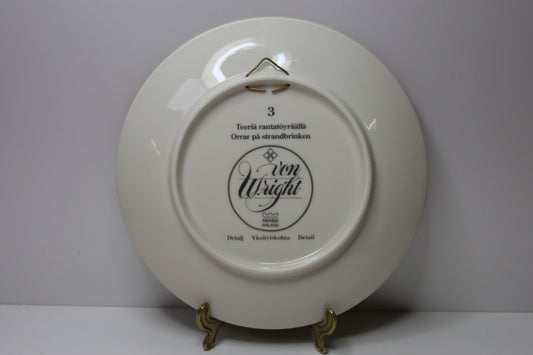 3
Teeriä rantatöyräällä
Orrar på strandbrinken
von
Wright
ARABIA
FINLAND
Detalj Yksityiskohta Detail